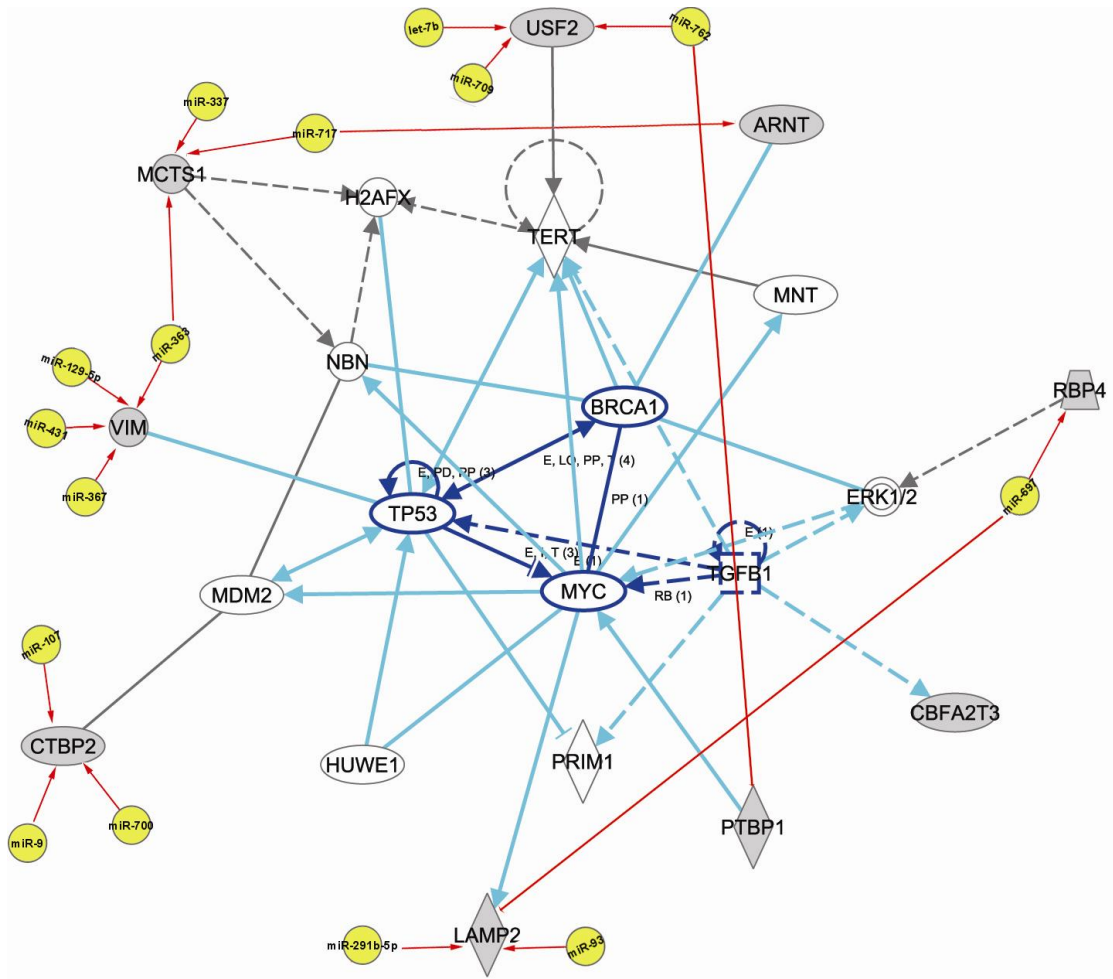 let-7b
USF2
miR-762
miR-709
miR-337
miR-717
ARNT
MCTS1
H2AFX
TERT
MNT
miR-363
miR-129-5p
NBN
RBP4
BRCA1
miR-431
VIM
E, PD, PP (3)
E, LO, PP, T (4)
miR-367
PP (1)
ERK1/2
miR-697
TP53
E (1)
E, I, T (3)
E (1)
TGFB1
MDM2
MYC
RB (1)
miR-107
CBFA2T3
CTBP2
HUWE1
PRIM1
miR-700
PTBP1
miR-9
miR-291b-5p
LAMP2
miR-93